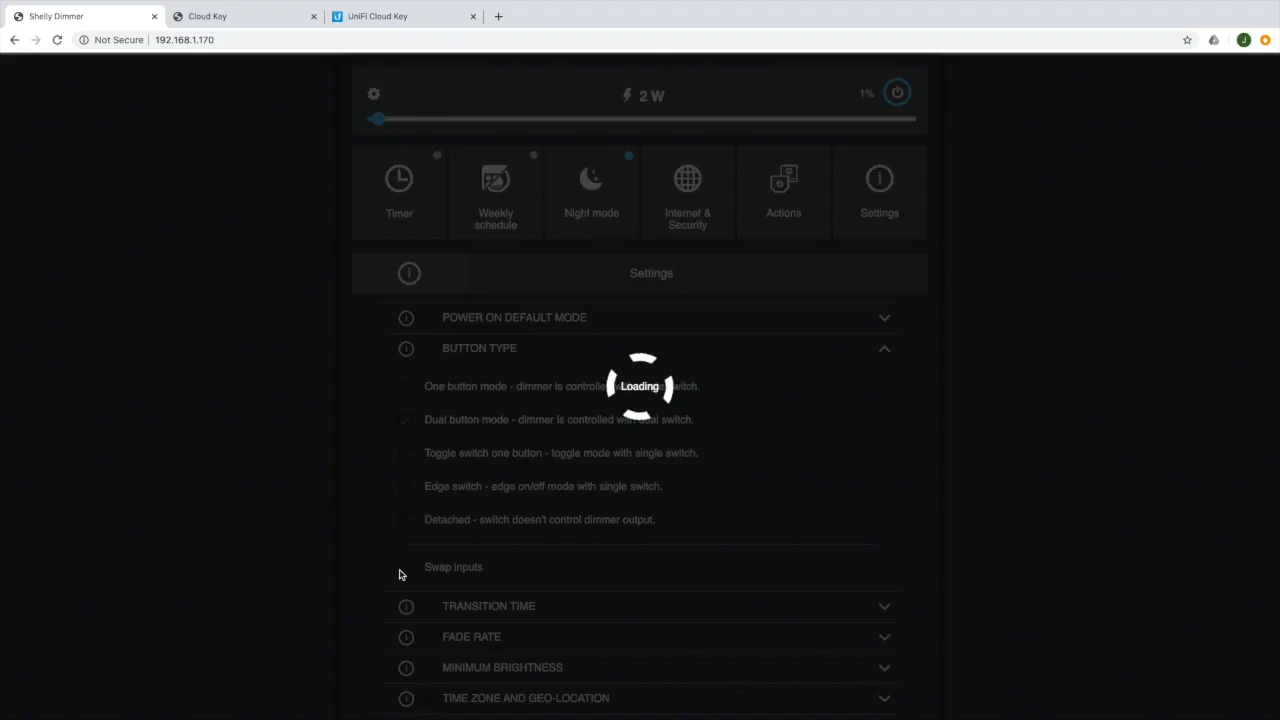 Shelly Dimmer
Cloud Key
UniFi Cloud Key
Not Secure
192.168.1.170
J
2 W
1%
Timer
Weekly
schedule
Night mode
Internet &
Security
Actions
Settings
Settings
POWER ON DEFAULT MODE
BUTTON TYPE
One button mode - dimmer is controlled switch.
Loading
Dual button mode - dimmer is controlled with dual switch.
Toggle switch one button - toggle mode with single switch.
Edge switch - edge on/off mode with single switch.
Detached - switch doesn't control dimmer output.
Swap inputs
TRANSITION TIME
FADE RATE
MINIMUM BRIGHTNESS
TIME ZONE AND GEO-LOCATION